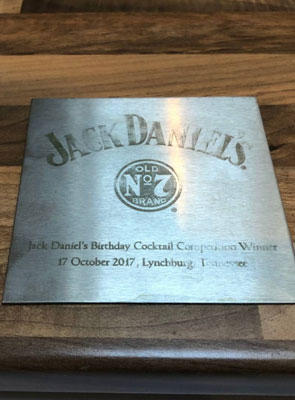 JACK DANIEL'S
OLD
No 7
BRAND
Jack Daniel's Birthday Cocktail Competition Winner
17 October 2017, Lynchburg, Tennessee